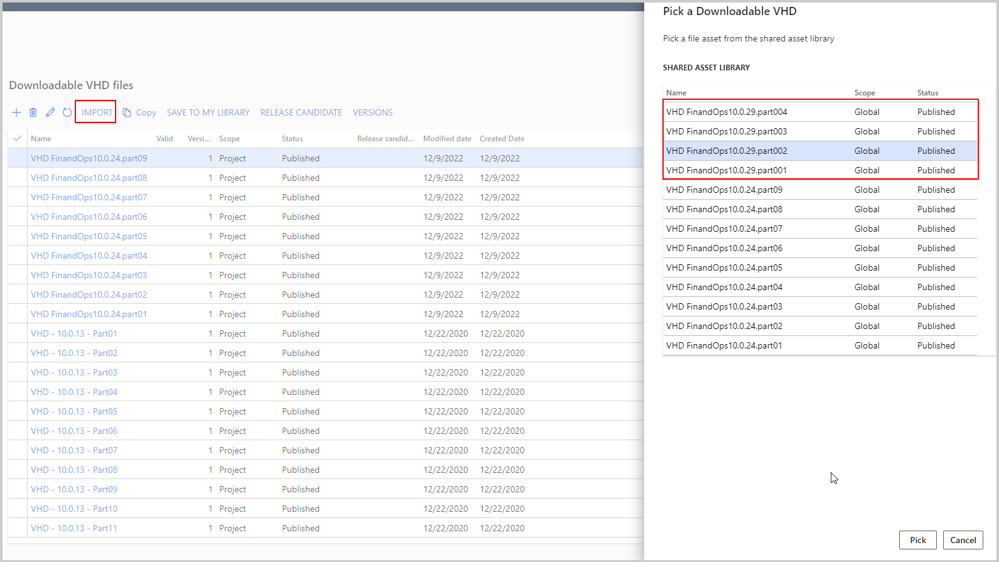 Downloadable VHD files
IMPORT Copy SAVE TO MY LIBRARY RELEASE CANDIDATE VERSIONS
Name Valid Versi... Scope Status Release candid... Modified date Created Date
VHD FinandOps10.0.24.part09 1 Project Published 12/9/2022 12/9/2022
VHD FinandOps10.0.24.part08 1 Project Published 12/9/2022 12/9/2022
VHD FinandOps10.0.24.part07 1 Project Published 12/9/2022 12/9/2022
VHD FinandOps10.0.24.part06 1 Project Published 12/9/2022 12/9/2022
VHD FinandOps10.0.24.part05 1 Project Published 12/9/2022 12/9/2022
VHD FinandOps10.0.24.part04 1 Project Published 12/9/2022 12/9/2022
VHD FinandOps10.0.24.part03 1 Project Published 12/9/2022 12/9/2022
VHD FinandOps10.0.24.part02 1 Project Published 12/9/2022 12/9/2022
VHD FinandOps10.0.24.part01 1 Project Published 12/9/2022 12/9/2022
VHD - 10.0.13 - Part01 1 Project Published 12/22/2020 12/22/2020
VHD - 10.0.13 - Part02 1 Project Published 12/22/2020 12/22/2020
VHD - 10.0.13 - Part03 1 Project Published 12/22/2020 12/22/2020
VHD - 10.0.13 - Part04 1 Project Published 12/22/2020 12/22/2020
VHD - 10.0.13 - Part05 1 Project Published 12/22/2020 12/22/2020
VHD - 10.0.13 - Part06 1 Project Published 12/22/2020 12/22/2020
VHD - 10.0.13 - Part07 1 Project Published 12/22/2020 12/22/2020
VHD - 10.0.13 - Part08 1 Project Published 12/22/2020 12/22/2020
VHD - 10.0.13 - Part09 1 Project Published 12/22/2020 12/22/2020
VHD - 10.0.13 - Part10 1 Project Published 12/22/2020 12/22/2020
VHD - 10.0.13 - Part11 1 Project Published 12/22/2020 12/22/2020
Pick a Downloadable VHD
Pick a file asset from the shared asset library
SHARED ASSET LIBRARY
Name Scope Status
VHD FinandOps10.0.29.part004 Global Published
VHD FinandOps10.0.29.part003 Global Published
VHD FinandOps10.0.29.part002 Global Published
VHD FinandOps10.0.29.part001 Global Published
VHD FinandOps10.0.24.part09 Global Published
VHD FinandOps10.0.24.part08 Global Published
VHD FinandOps10.0.24.part07 Global Published
VHD FinandOps10.0.24.part06 Global Published
VHD FinandOps10.0.24.part05 Global Published
VHD FinandOps10.0.24.part04 Global Published
VHD FinandOps10.0.24.part03 Global Published
VHD FinandOps10.0.24.part02 Global Published
VHD FinandOps10.0.24.part01 Global Published
Pick Cancel